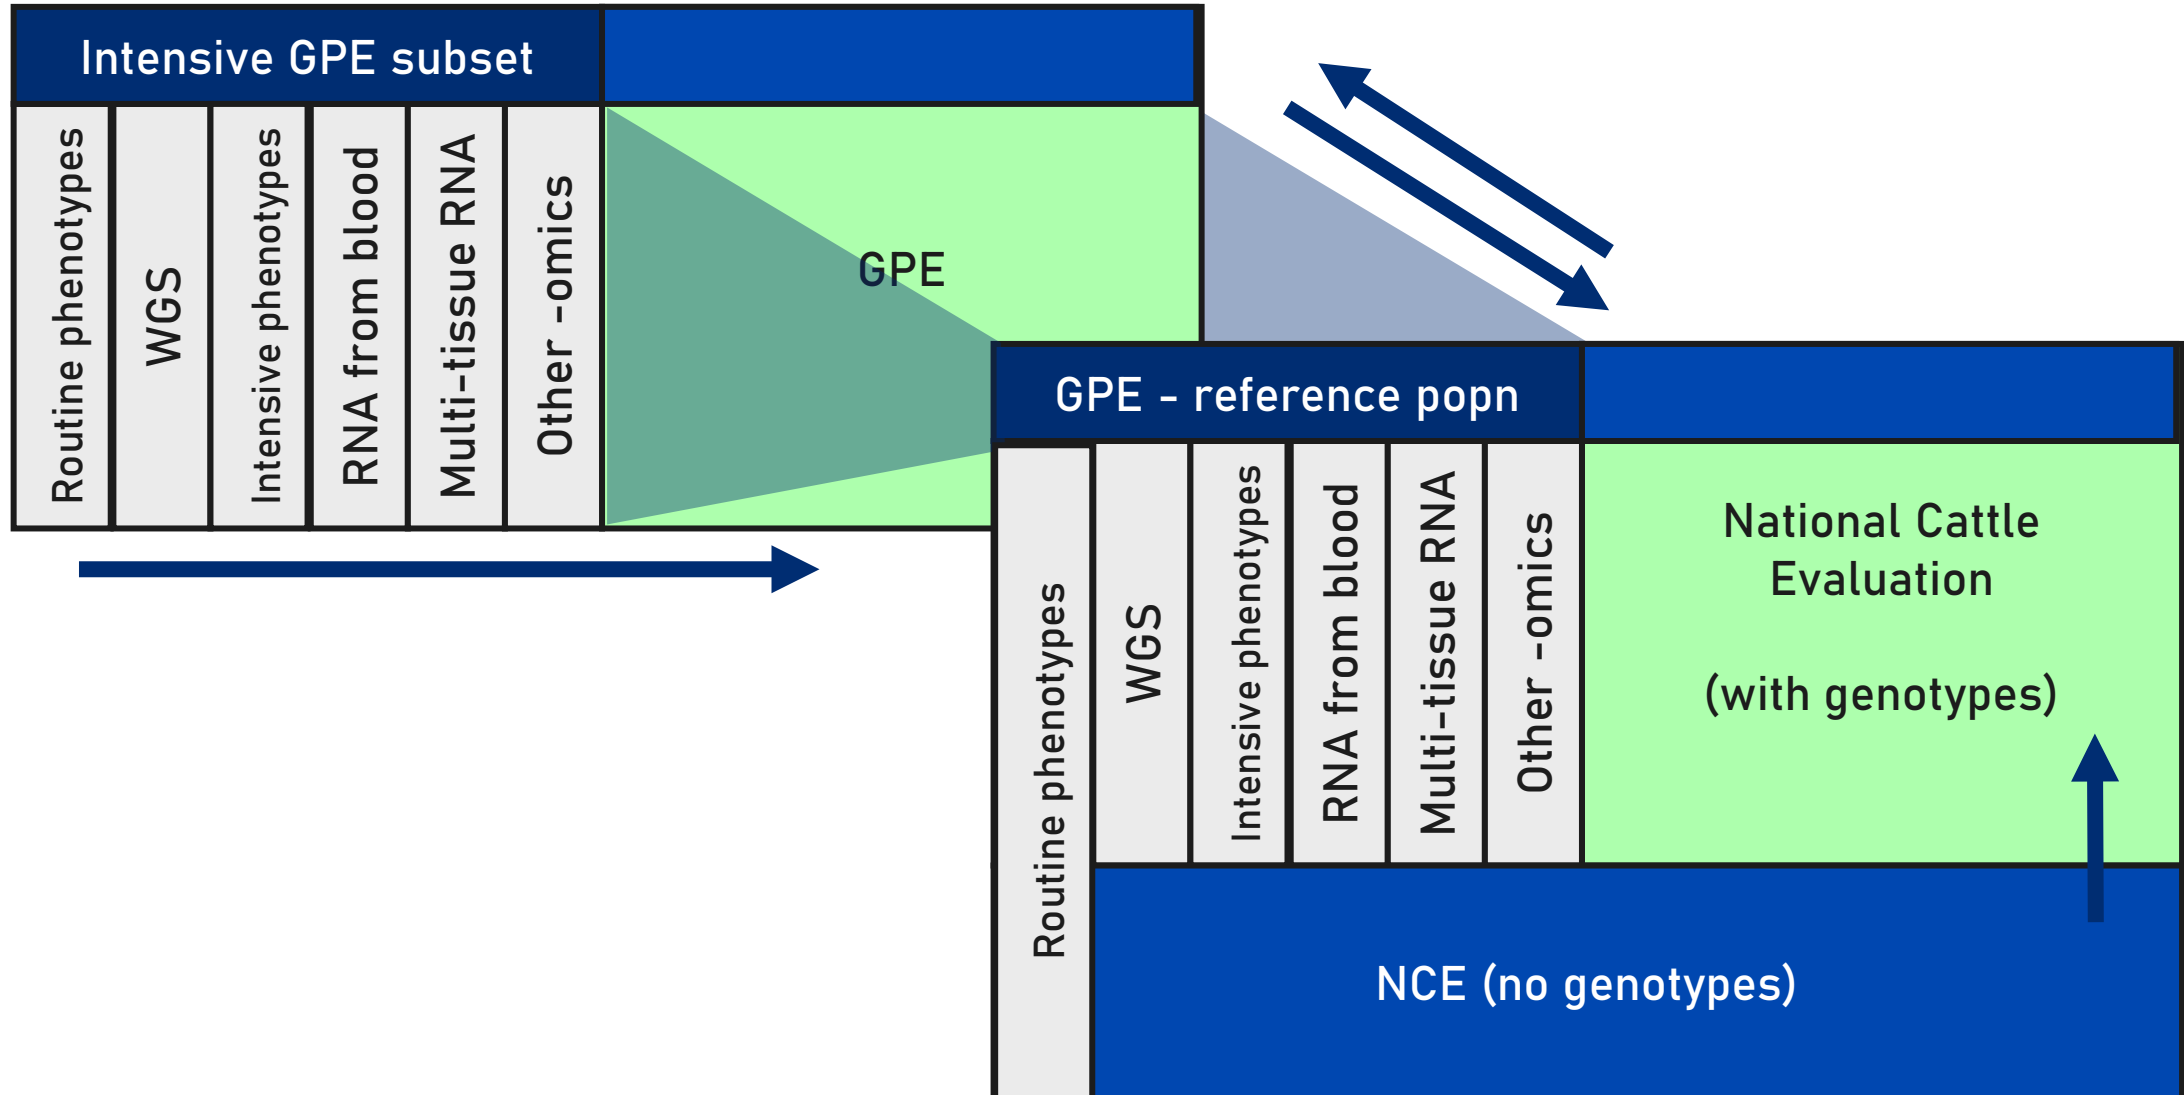 Intensive GPE subset
Routine phenotypes
WGS
Intensive phenotypes
RNA from blood
Multi-tissue RNA
Other -omics
GPE
GPE - reference popn
Routine phenotypes
WGS
Intensive phenotypes
RNA from blood
Multi-tissue RNA
Other -omics
National Cattle
Evaluation
(with genotypes)
NCE (no genotypes)